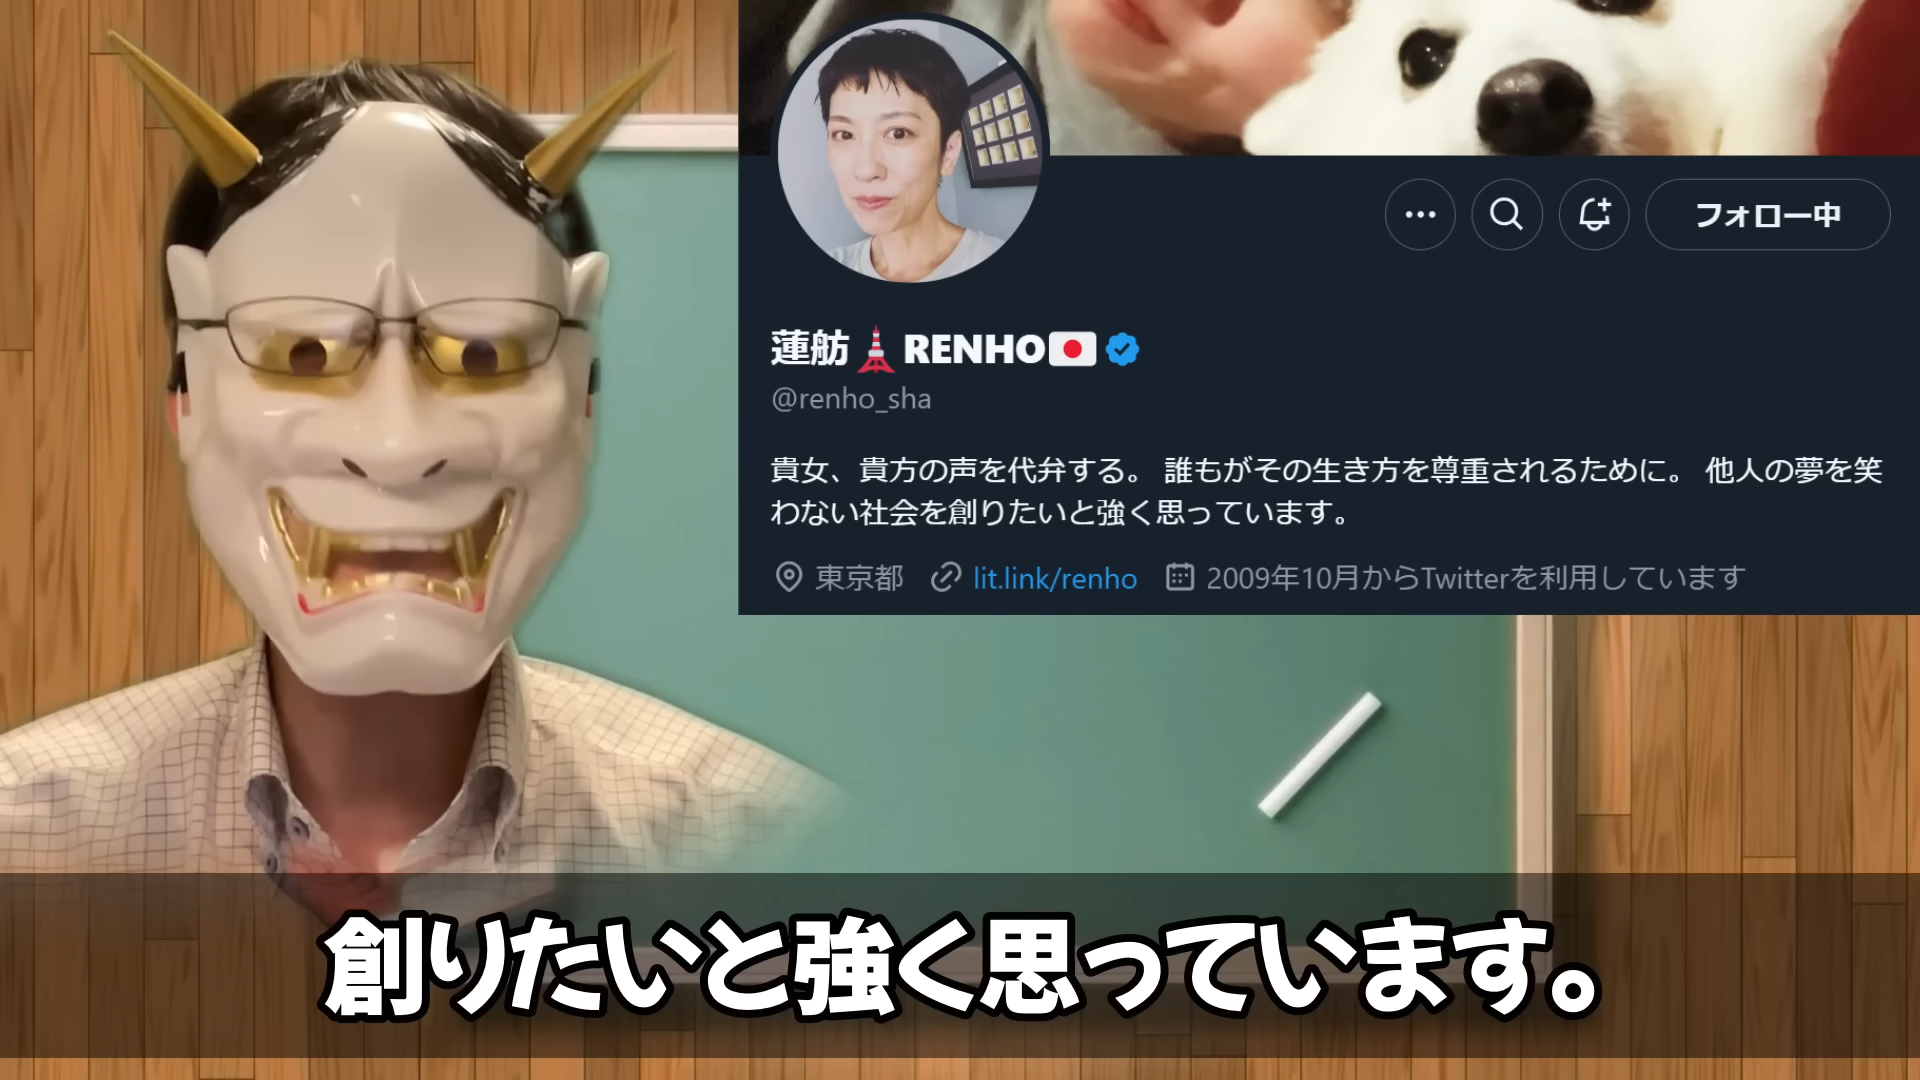 フォロー中
蓮舫🗼RENHO🇯🇵
@renho_sha
貴女、貴方の声を代弁する。 誰もがその生き方を尊重されるために。 他人の夢を笑
わない社会を創りたいと強く思っています。
東京都 lit.link/renho 2009年10月からTwitterを利用しています
創りたいと強く思っています。